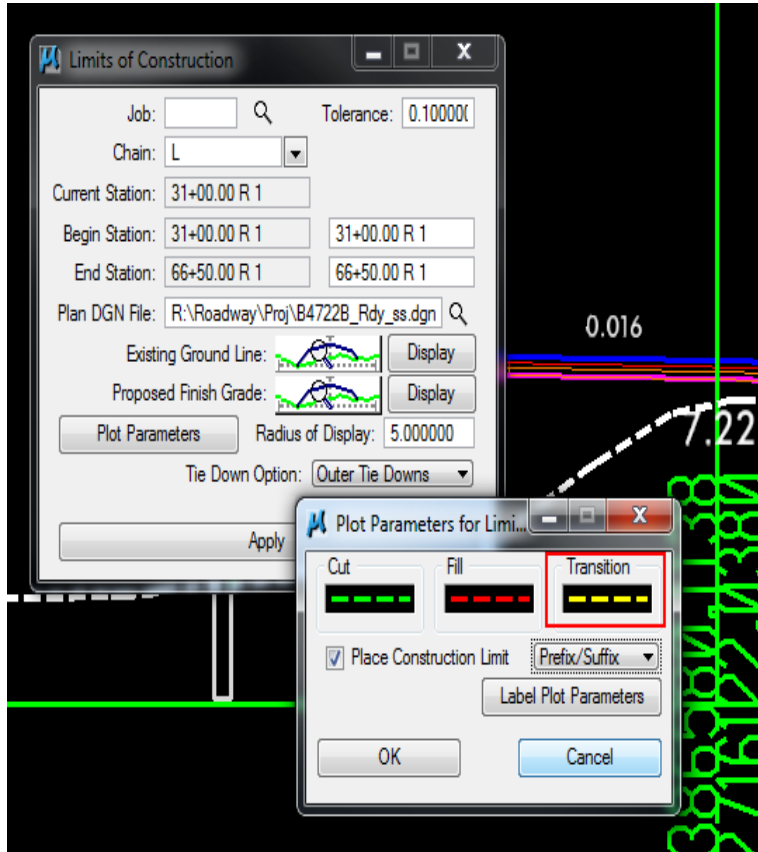 Limits of Construction
Job: Tolerance: 0.100000
Chain: L
Current Station: 31+00.00 R 1
Begin Station: 31+00.00 R 1 31+00.00 R 1
End Station: 66+50.00 R 1 66+50.00 R 1
Plan DGN File: R:\Roadway\Proj\B4722B_Rdy_ss.dgn
Existing Ground Line: Display
Proposed Finish Grade: Display
Plot Parameters Radius of Display: 5.000000
Tie Down Option: Outer Tie Downs
Apply
0.016
7.22
Plot Parameters for Limi...
Cut Fill Transition
Place Construction Limit Prefix/Suffix
Label Plot Parameters
OK Cancel